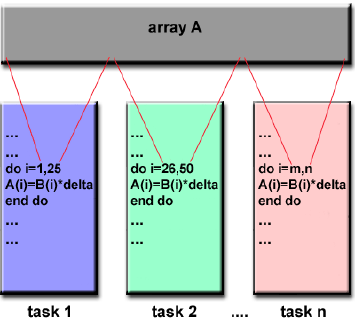 array A
...
...
do i=1,25
A(i)=B(i)*delta
end do
...
...
...
...
do i=26,50
A(i)=B(i)*delta
end do
...
...
...
...
do i=m,n
A(i)=B(i)*delta
end do
...
...
task 1
task 2
....
task n